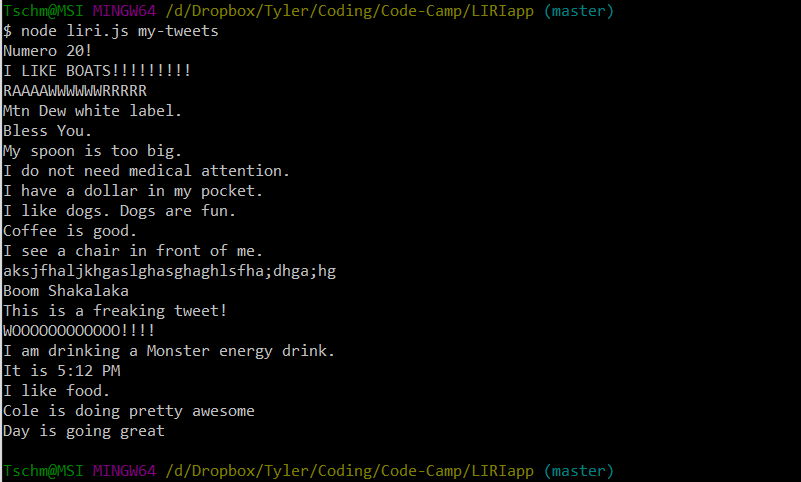 Tschm@MSI MINGW64 /d/Dropbox/Tyler/Coding/Code-Camp/LIRIapp (master)
$ node liri.js my-tweets
Numero 20!
I LIKE BOATS!!!!!!!!!
RAAAAWWWWWWRRRRR
Mtn Dew white label.
Bless You.
My spoon is too big.
I do not need medical attention.
I have a dollar in my pocket.
I like dogs. Dogs are fun.
Coffee is good.
I see a chair in front of me.
aksjfhaljkhgaslghasghaghlsfha;dhga;hg
Boom Shakalaka
This is a freaking tweet!
WOOOOOOOOOOOO!!!!
I am drinking a Monster energy drink.
It is 5:12 PM
I like food.
Cole is doing pretty awesome
Day is going great
Tschm@MSI MINGW64 /d/Dropbox/Tyler/Coding/Code-Camp/LIRIapp (master)